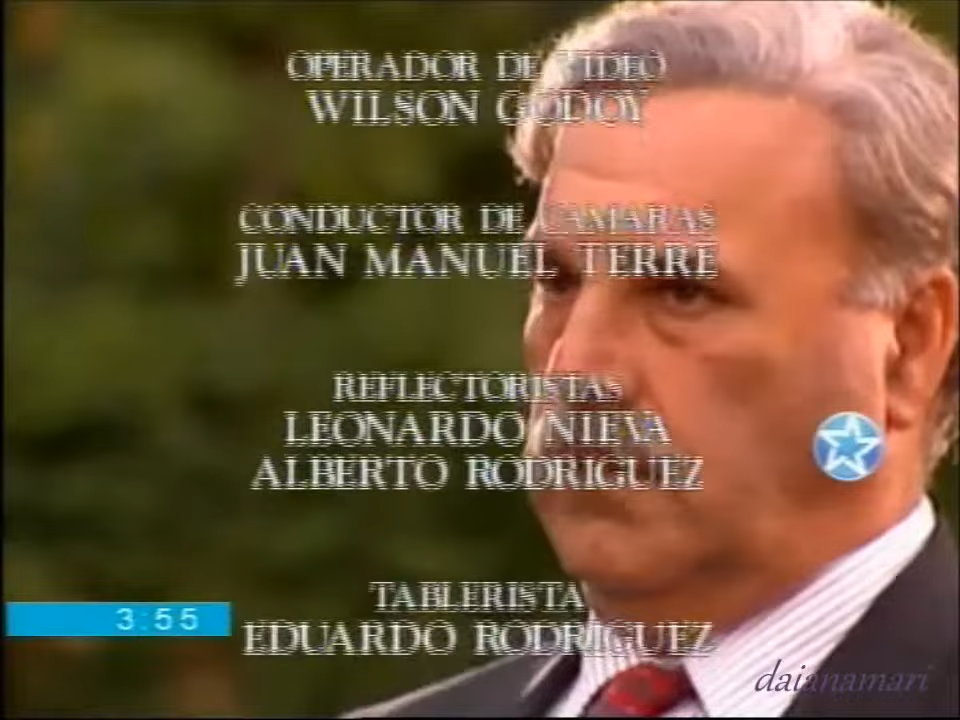 OPERADOR DE VIDEO
WILSON GODOY
CONDUCTOR DE CAMARAS
JUAN MANUEL TERRE
REFLECTORISTAS
LEONARDO NIEVA
ALBERTO RODRIGUEZ
TABLERISTA
3:55
EDUARDO RODRIGUEZ
daianamari